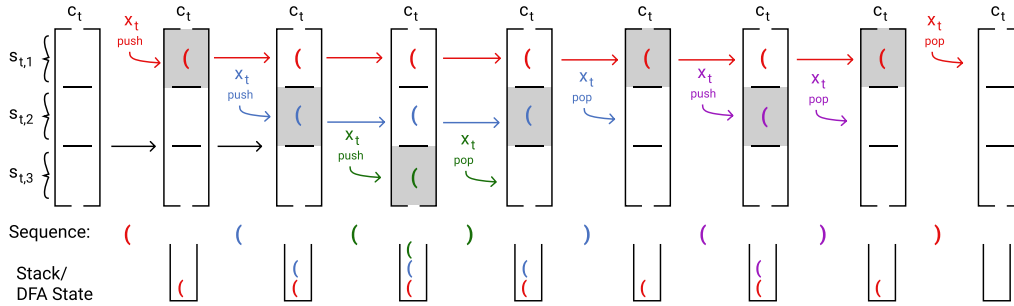 c_t c_t c_t c_t c_t c_t c_t c_t c_t
x_t push x_t pop
s_t,1 ( ( ( ( ( ( (
x_t push x_t pop x_t push x_t pop
s_t,2 ( ( ( (
x_t push x_t pop
s_t,3 (
Sequence: ( ( ( ) ) ( ) )
(
( ( ( (
Stack/ ( ( ( ( ( ( (
DFA State